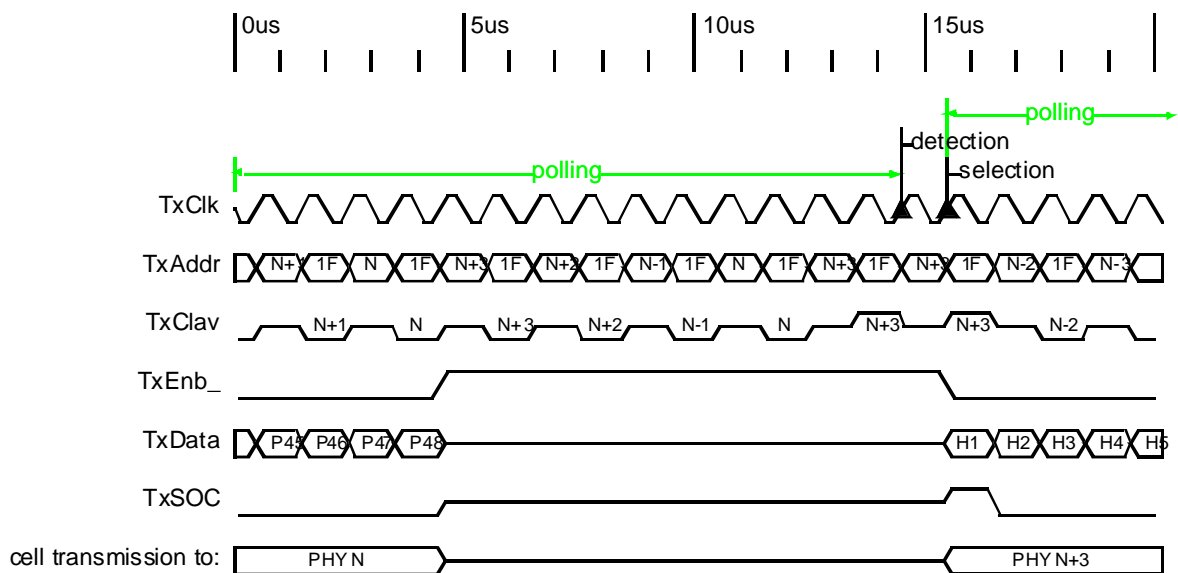 0us 5us 10us 15us
polling
detection
polling
selection
TxClk
TxAddr N+1 1F N 1F N+3 1F N+2 1F N-1 1F N 1F N+3 1F N+3 1F N-2 1F N-3
TxClav N+1 N N+3 N+2 N-1 N N+3 N+3 N-2
TxEnb_
TxData P45 P46 P47 P48 H1 H2 H3 H4 H5
TxSOC
cell transmission to: PHY N PHY N+3